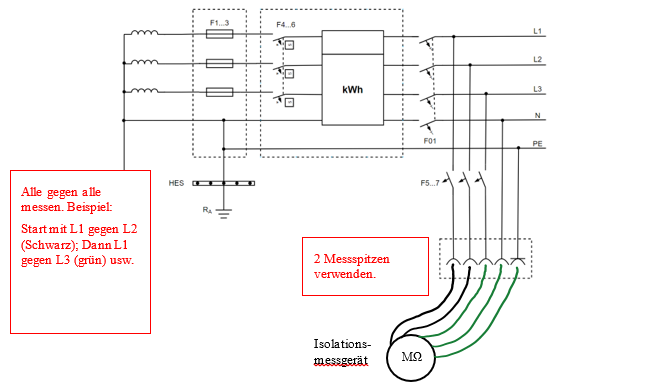 F1...3
F4...6
L1
L2
L3
kWh
N
F01
PE
HES
F5...7
RA
Alle gegen alle
messen. Beispiel:
Start mit L1 gegen L2
(Schwarz); Dann L1
gegen L3 (grün) usw.
2 Messspitzen
verwenden.
Isolations-
messgerät
MΩ